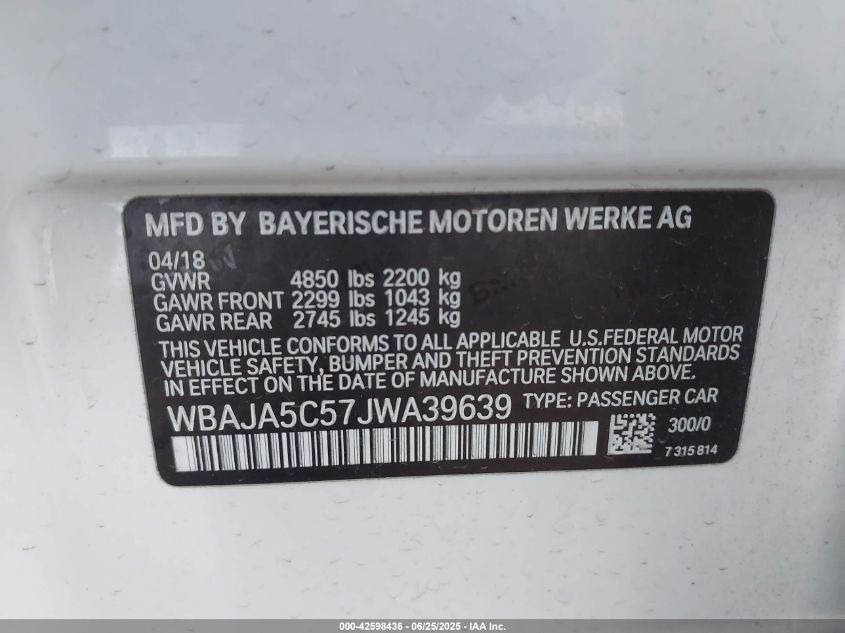 MFD BY BAYERISCHE MOTOREN WERKE AG
04/18
GVWR 4850 lbs 2200 kg
GAWR FRONT 2299 lbs 1043 kg
GAWR REAR 2745 lbs 1245 kg
THIS VEHICLE CONFORMS TO ALL APPLICABLE U.S.FEDERAL MOTOR
VEHICLE SAFETY, BUMPER AND THEFT PREVENTION STANDARDS
IN EFFECT ON THE DATE OF MANUFACTURE SHOWN ABOVE.
WBAJA5C57JWA39639 TYPE: PASSENGER CAR
300/0
7315814
000-42598436 - 06/25/2025 - IAA Inc.